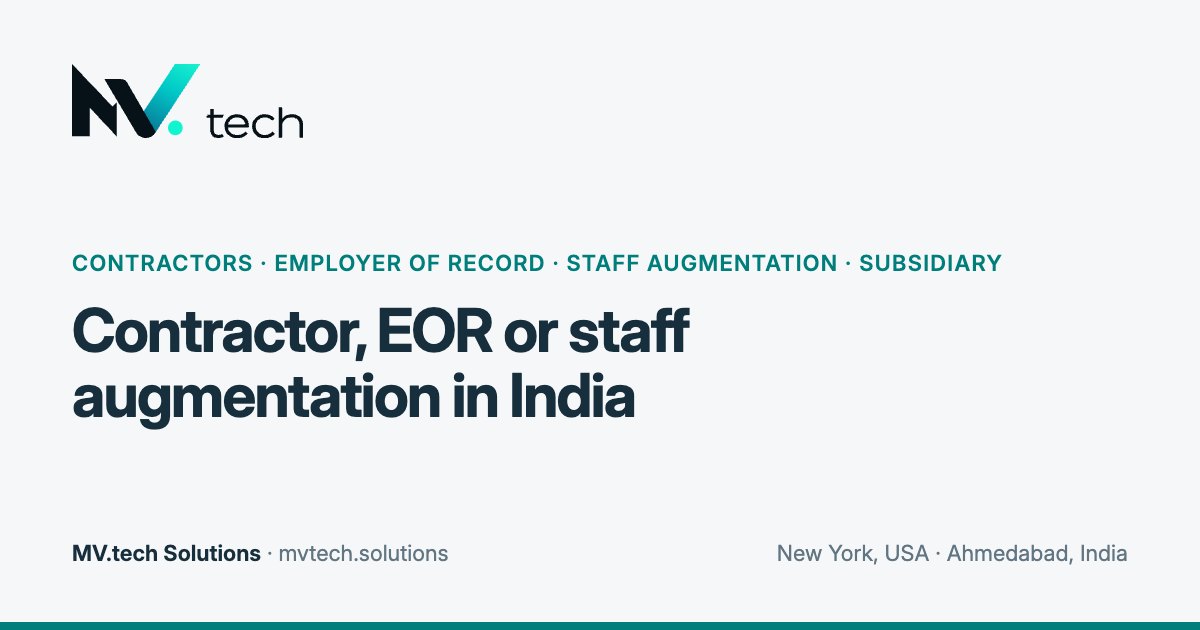 MV. tech
CONTRACTORS · EMPLOYER OF RECORD · STAFF AUGMENTATION · SUBSIDIARY
Contractor, EOR or staff
augmentation in India
MV.tech Solutions · mvtech.solutions
New York, USA · Ahmedabad, India